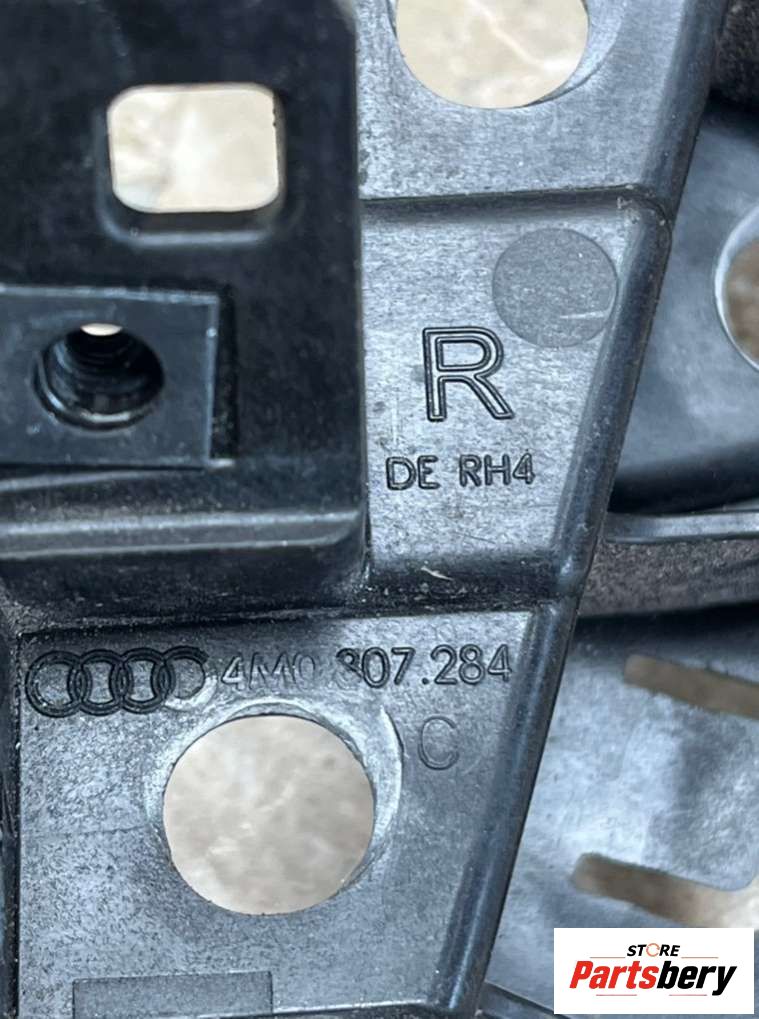 R
DE RH4
4M0.807.284
C
STORE
Partsbery